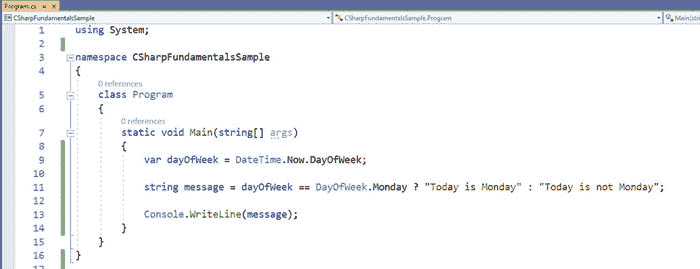 Program.cs
CSharpFundamentalsSample
CSharpFundamentalsSample.Program
Main(str
1 using System;
2
3 namespace CSharpFundamentalsSample
4 {
0 references
5 class Program
6 {
0 references
7 static void Main(string[] args)
8 {
9 var dayOfWeek = DateTime.Now.DayOfWeek;
10
11 string message = dayOfWeek == DayOfWeek.Monday ? "Today is Monday" : "Today is not Monday";
12
13 Console.WriteLine(message);
14 }
15 }
16 }
17